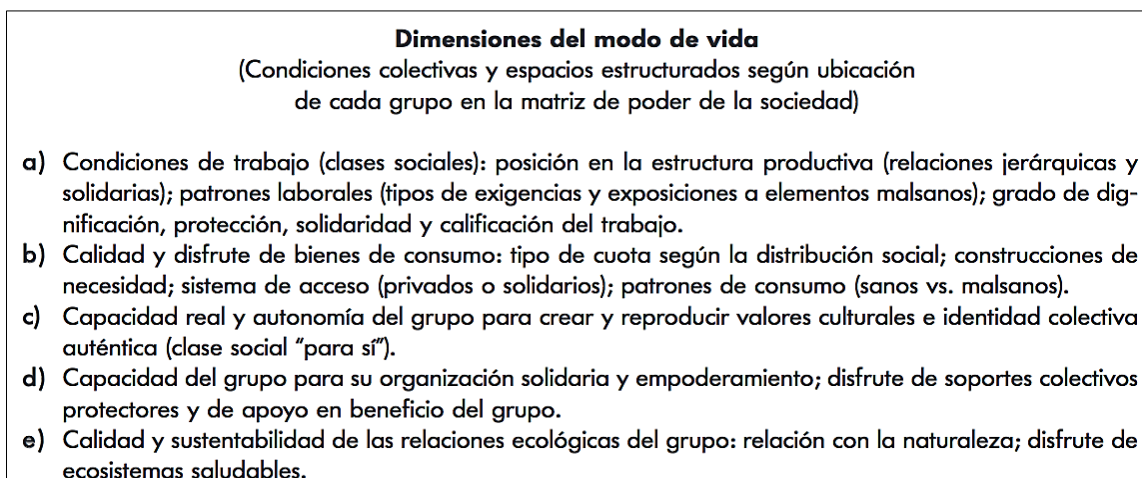 Dimensiones del modo de vida
(Condiciones colectivas y espacios estructurados según ubicación
de cada grupo en la matriz de poder de la sociedad)
a) Condiciones de trabajo (clases sociales): posición en la estructura productiva (relaciones jerárquicas y
solidarias); patrones laborales (tipos de exigencias y exposiciones a elementos malsanos); grado de dig-
nificación, protección, solidaridad y calificación del trabajo.
b) Calidad y disfrute de bienes de consumo: tipo de cuota según la distribución social; construcciones de
necesidad; sistema de acceso (privados o solidarios); patrones de consumo (sanos vs. malsanos).
c) Capacidad real y autonomía del grupo para crear y reproducir valores culturales e identidad colectiva
auténtica (clase social “para sí”).
d) Capacidad del grupo para su organización solidaria y empoderamiento; disfrute de soportes colectivos
protectores y de apoyo en beneficio del grupo.
e) Calidad y sustentabilidad de las relaciones ecológicas del grupo: relación con la naturaleza; disfrute de
ecosistemas saludables.